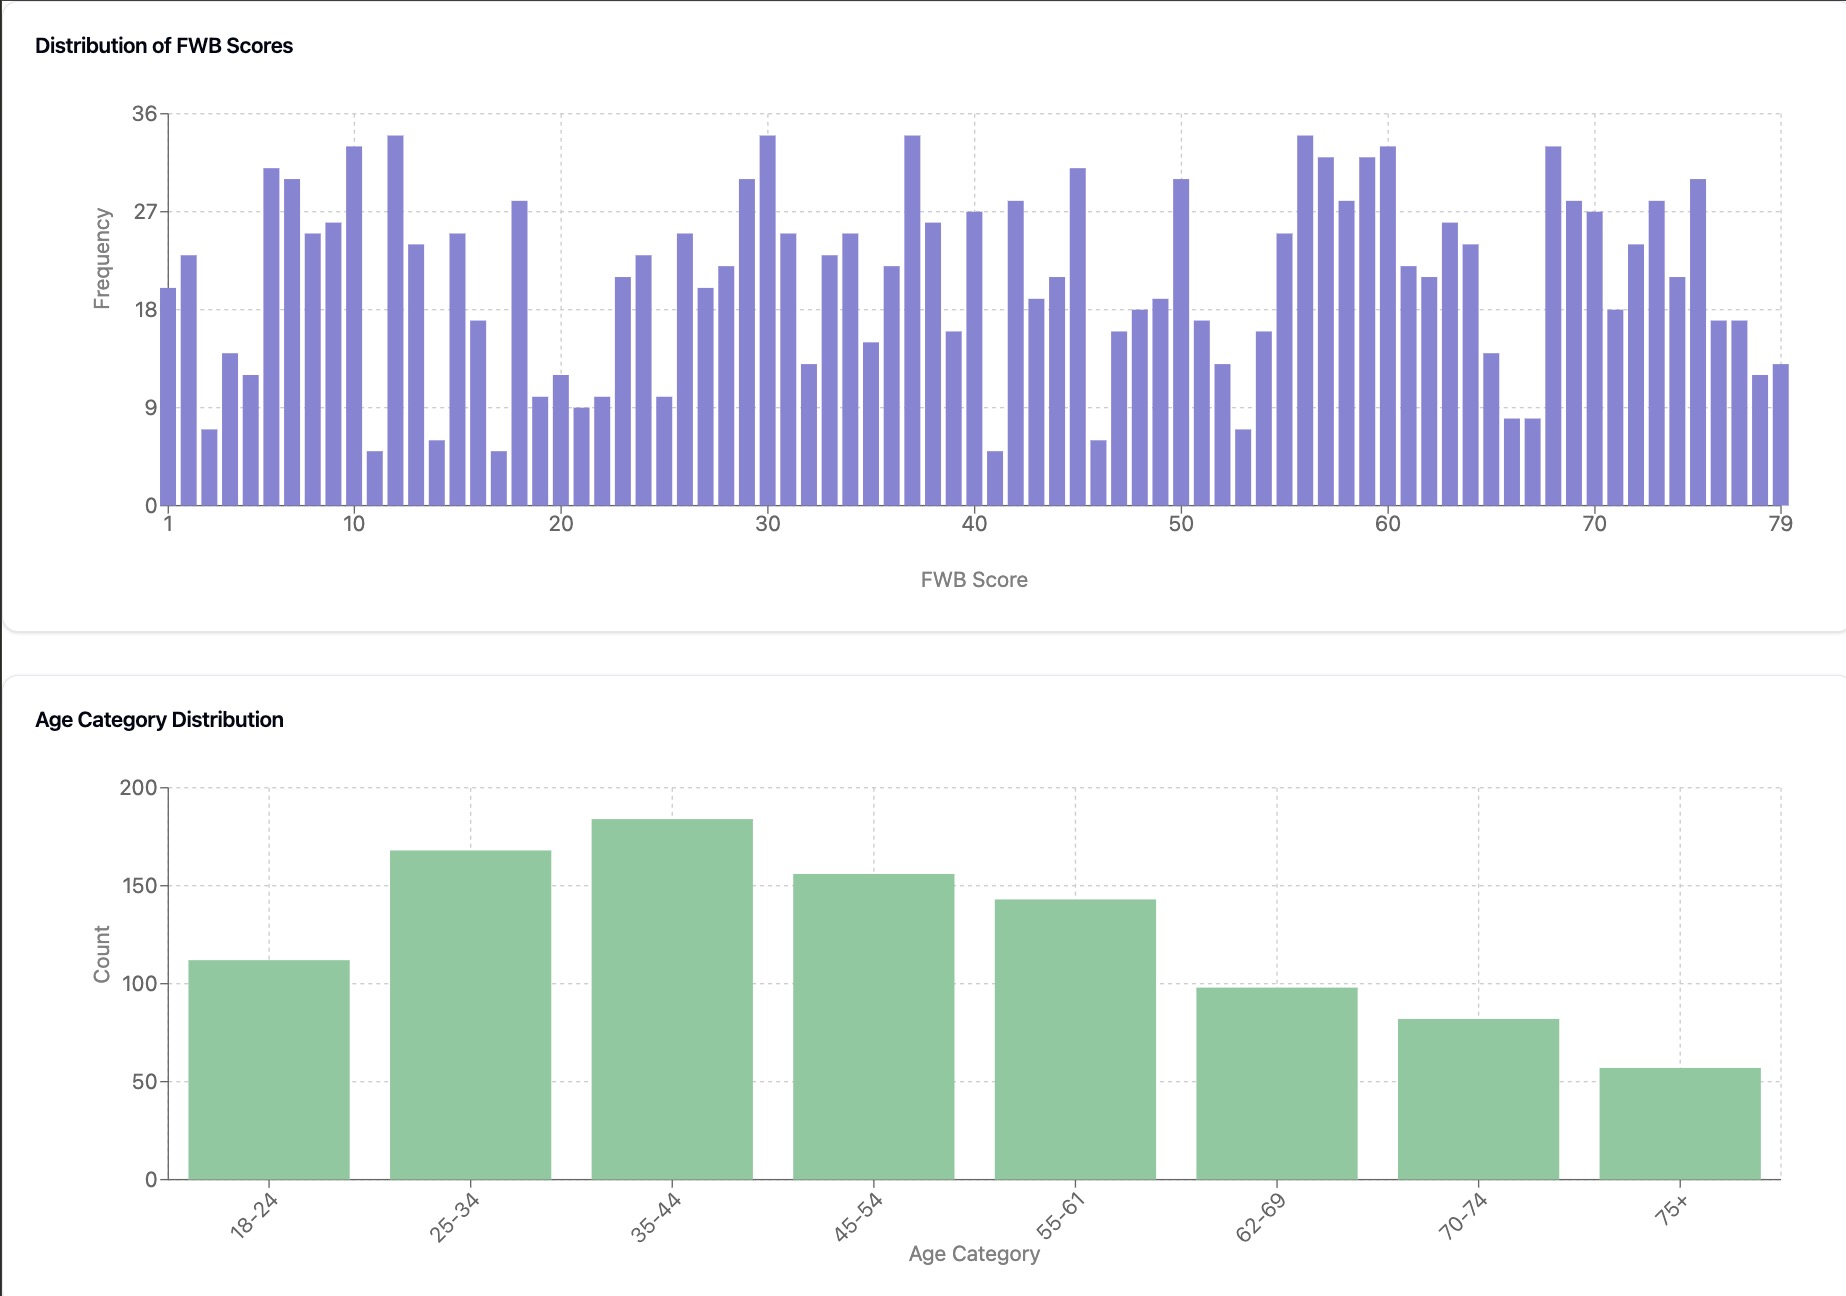 Distribution of FWB Scores
36
27
18
9
0
Frequency
1 10 20 30 40 50 60 70 79
FWB Score
Age Category Distribution
200
150
100
50
0
Count
18-24 25-34 35-44 45-54 55-61 62-69 70-74 75+
Age Category